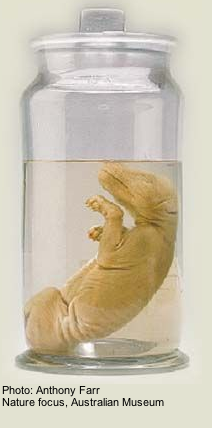 Photo: Anthony Farr
Nature focus, Australian Museum